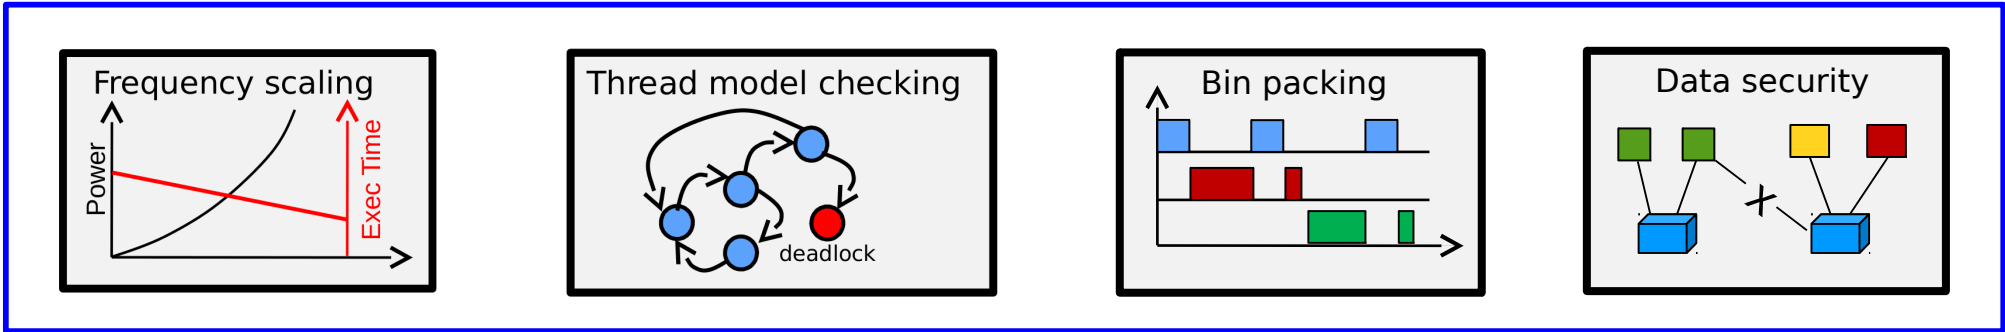 Frequency scaling
Power
Exec Time
Thread model checking
deadlock
Bin packing
Data security
X